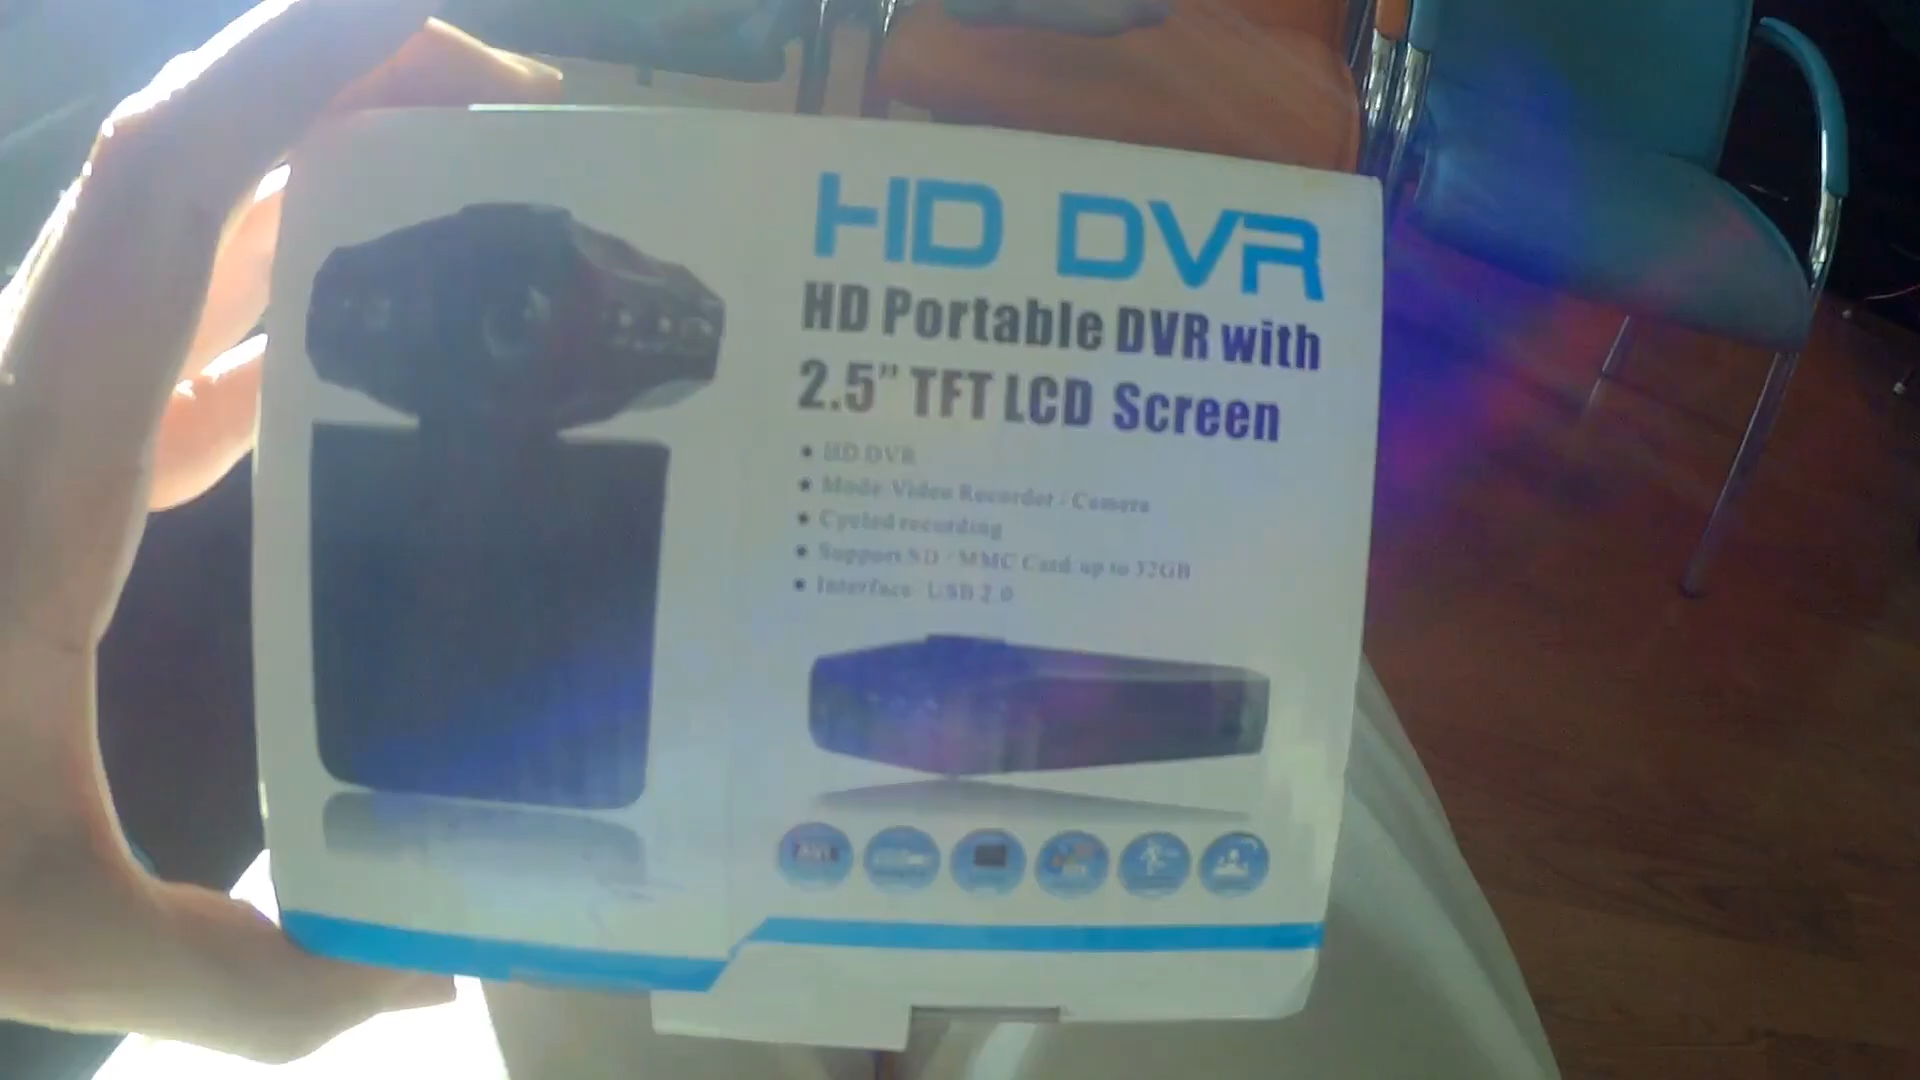 HD DVR
HD Portable DVR with
2.5" TFT LCD Screen
HD DVR
Mode: Video Recorder / Camera
Cycled recording
Support SD / MMC Card up to 32GB
Interface: USB 2.0
AVI